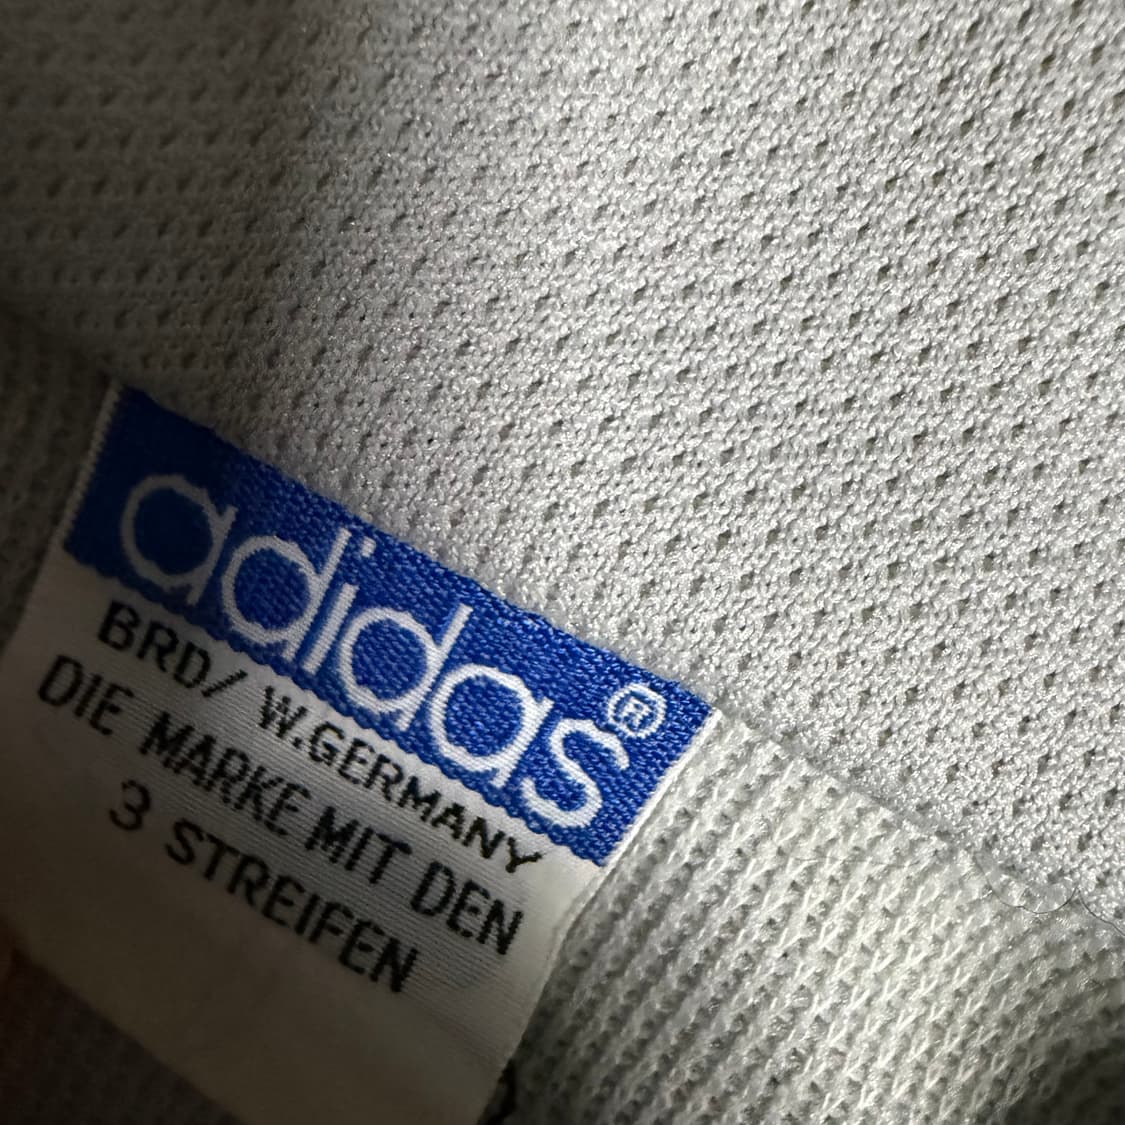 adidas®
BRD/ W.GERMANY
DIE MARKE MIT DEN
3 STREIFEN